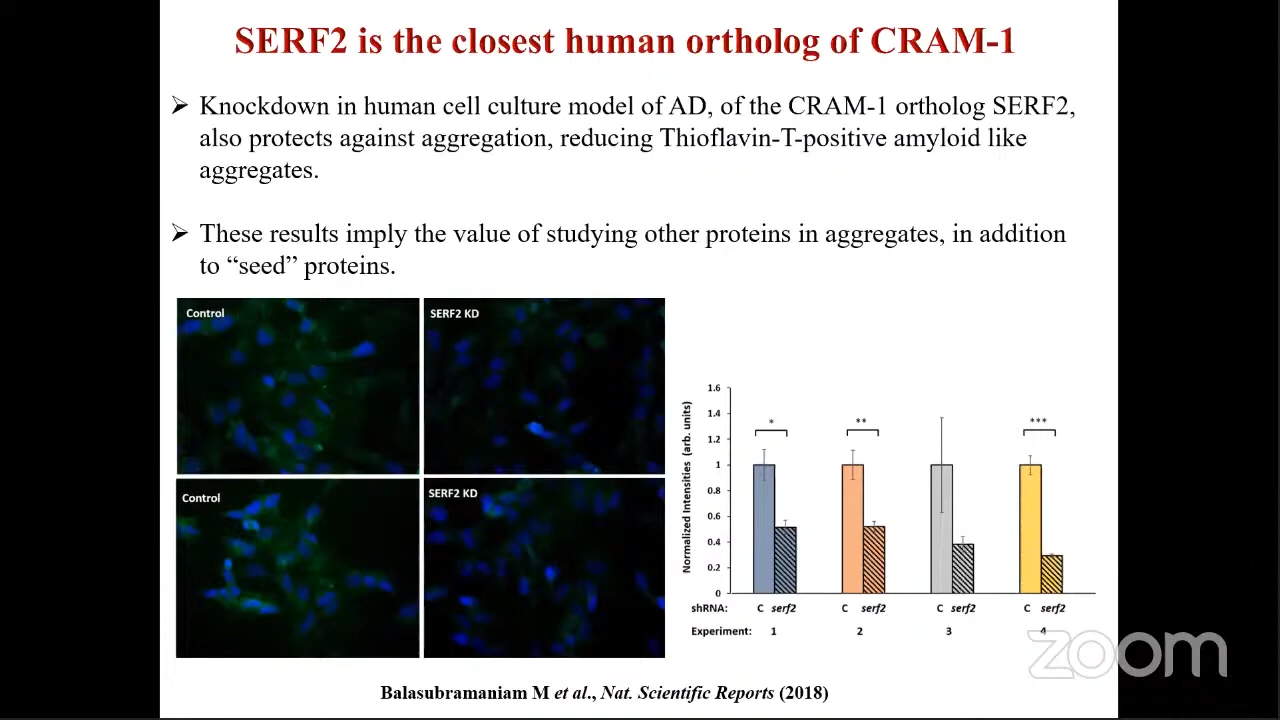 SERF2 is the closest human ortholog of CRAM-1
➢ Knockdown in human cell culture model of AD, of the CRAM-1 ortholog SERF2,
also protects against aggregation, reducing Thioflavin-T-positive amyloid like
aggregates.
➢ These results imply the value of studying other proteins in aggregates, in addition
to “seed” proteins.
Control
SERF2 KD
Control
SERF2 KD
Normalized Intensities (arb. units)
1.6
1.4
1.2
1
0.8
0.6
0.4
0.2
0
* ** ***
shRNA: C serf2 C serf2 C serf2 C serf2
Experiment: 1 2 3 4
zoom
Balasubramaniam M et al., Nat. Scientific Reports (2018)